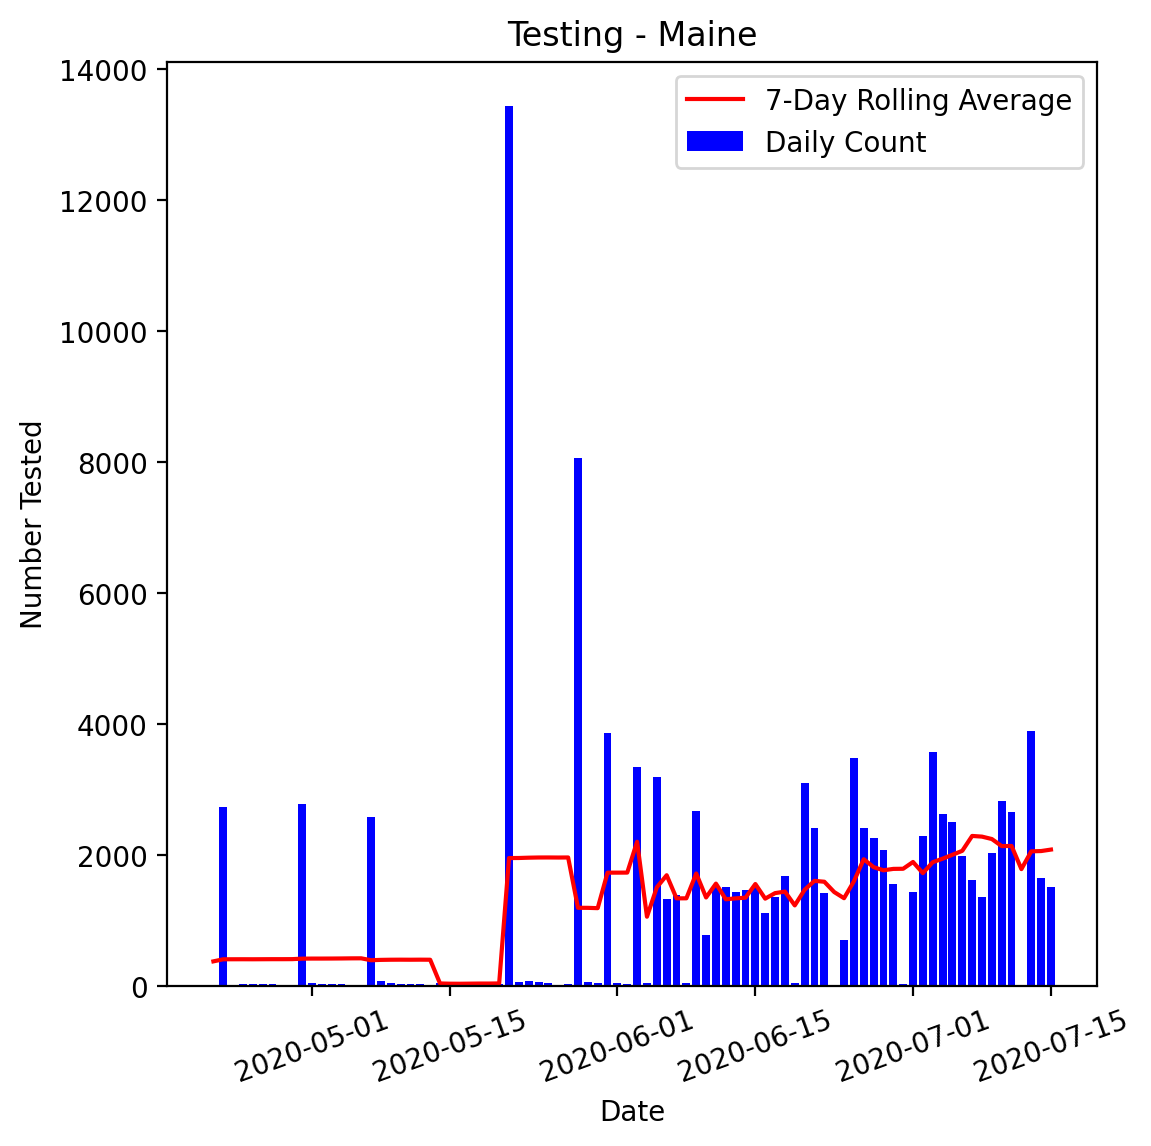 Testing - Maine
7-Day Rolling Average
Daily Count
14000
12000
10000
8000
6000
4000
2000
0
Number Tested
2020-05-01
2020-05-15
2020-06-01
2020-06-15
2020-07-01
2020-07-15
Date